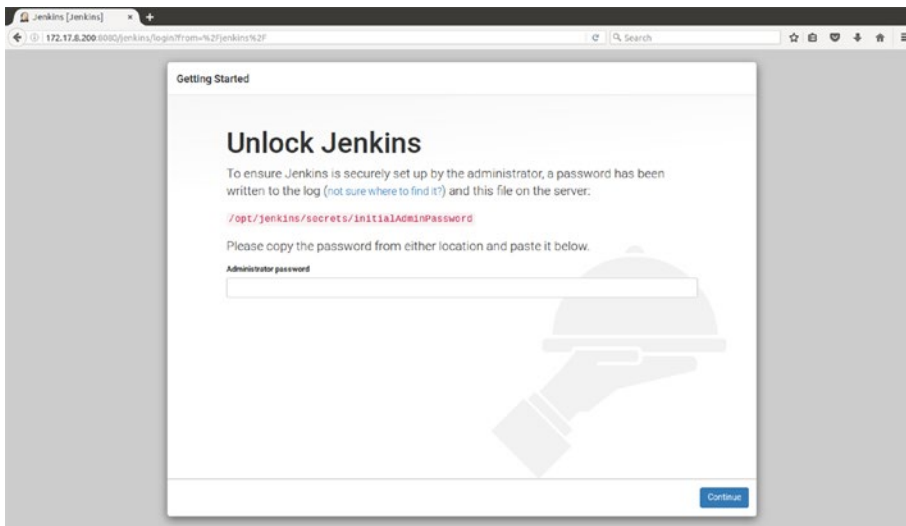 Jenkins [Jenkins]
172.17.8.200:8080/jenkins/login?from=%2Fjenkins%2F
Search
Getting Started
Unlock Jenkins
To ensure Jenkins is securely set up by the administrator, a password has been
written to the log (not sure where to find it?) and this file on the server:
/opt/jenkins/secrets/initialAdminPassword
Please copy the password from either location and paste it below.
Administrator password
Continue